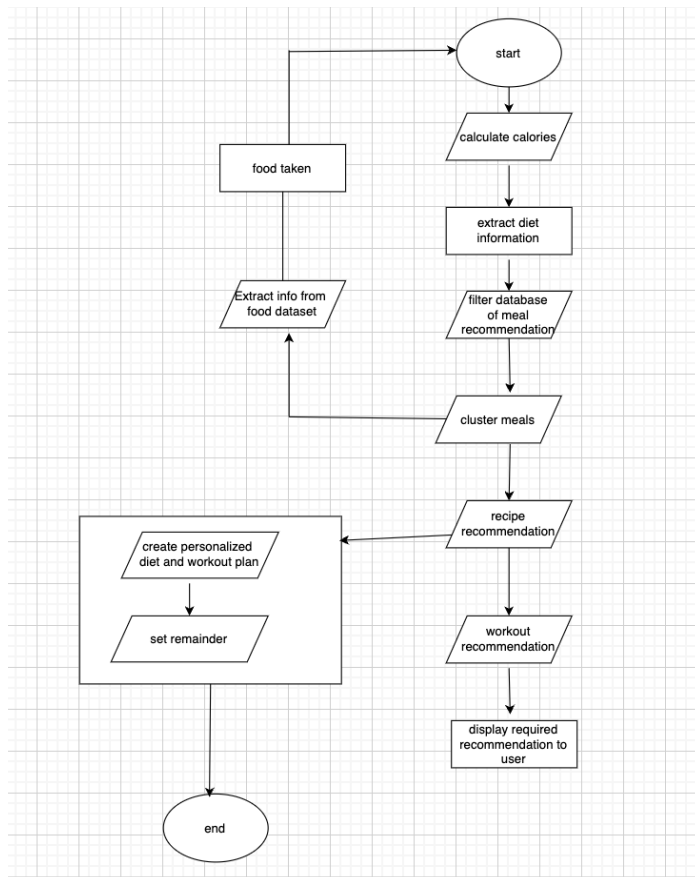 start
calculate calories
food taken
extract diet
information
Extract info from
food dataset
filter database
of meal
recommendation
cluster meals
recipe
recommendation
create personalized
diet and workout plan
set remainder
workout
recommendation
display required
recommendation to
user
end